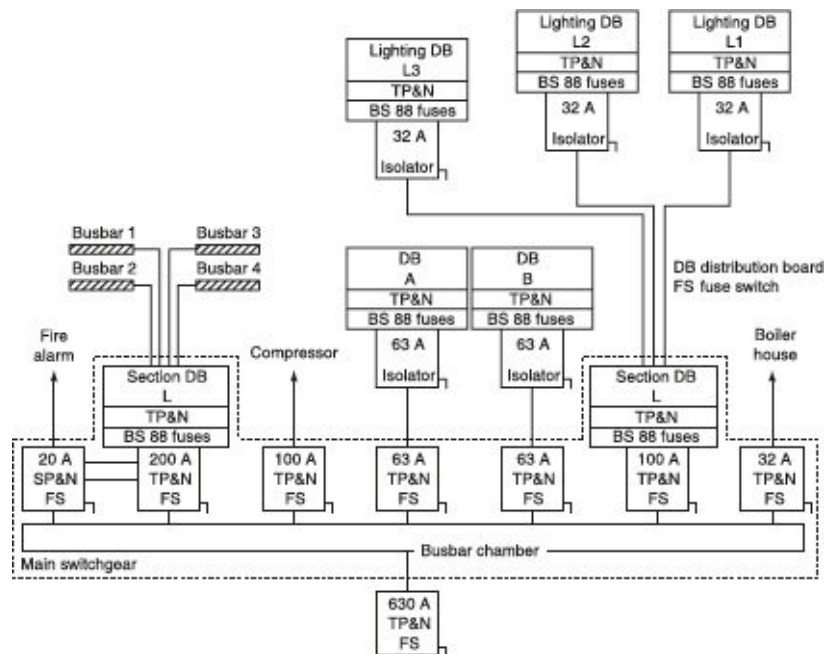 Lighting DB
L3
TP&N
BS 88 fuses
32 A
Isolator
Lighting DB
L2
TP&N
BS 88 fuses
32 A
Isolator
Lighting DB
L1
TP&N
BS 88 fuses
32 A
Isolator
Busbar 1
Busbar 3
Busbar 2
Busbar 4
DB
A
TP&N
BS 88 fuses
63 A
Isolator
DB
B
TP&N
BS 88 fuses
63 A
Isolator
DB distribution board
FS fuse switch
Fire
alarm
Compressor
Boiler
house
Section DB
L
TP&N
BS 88 fuses
Section DB
L
TP&N
BS 88 fuses
20 A
SP&N
FS
200 A
TP&N
FS
100 A
TP&N
FS
63 A
TP&N
FS
63 A
TP&N
FS
100 A
TP&N
FS
32 A
TP&N
FS
Busbar chamber
Main switchgear
630 A
TP&N
FS